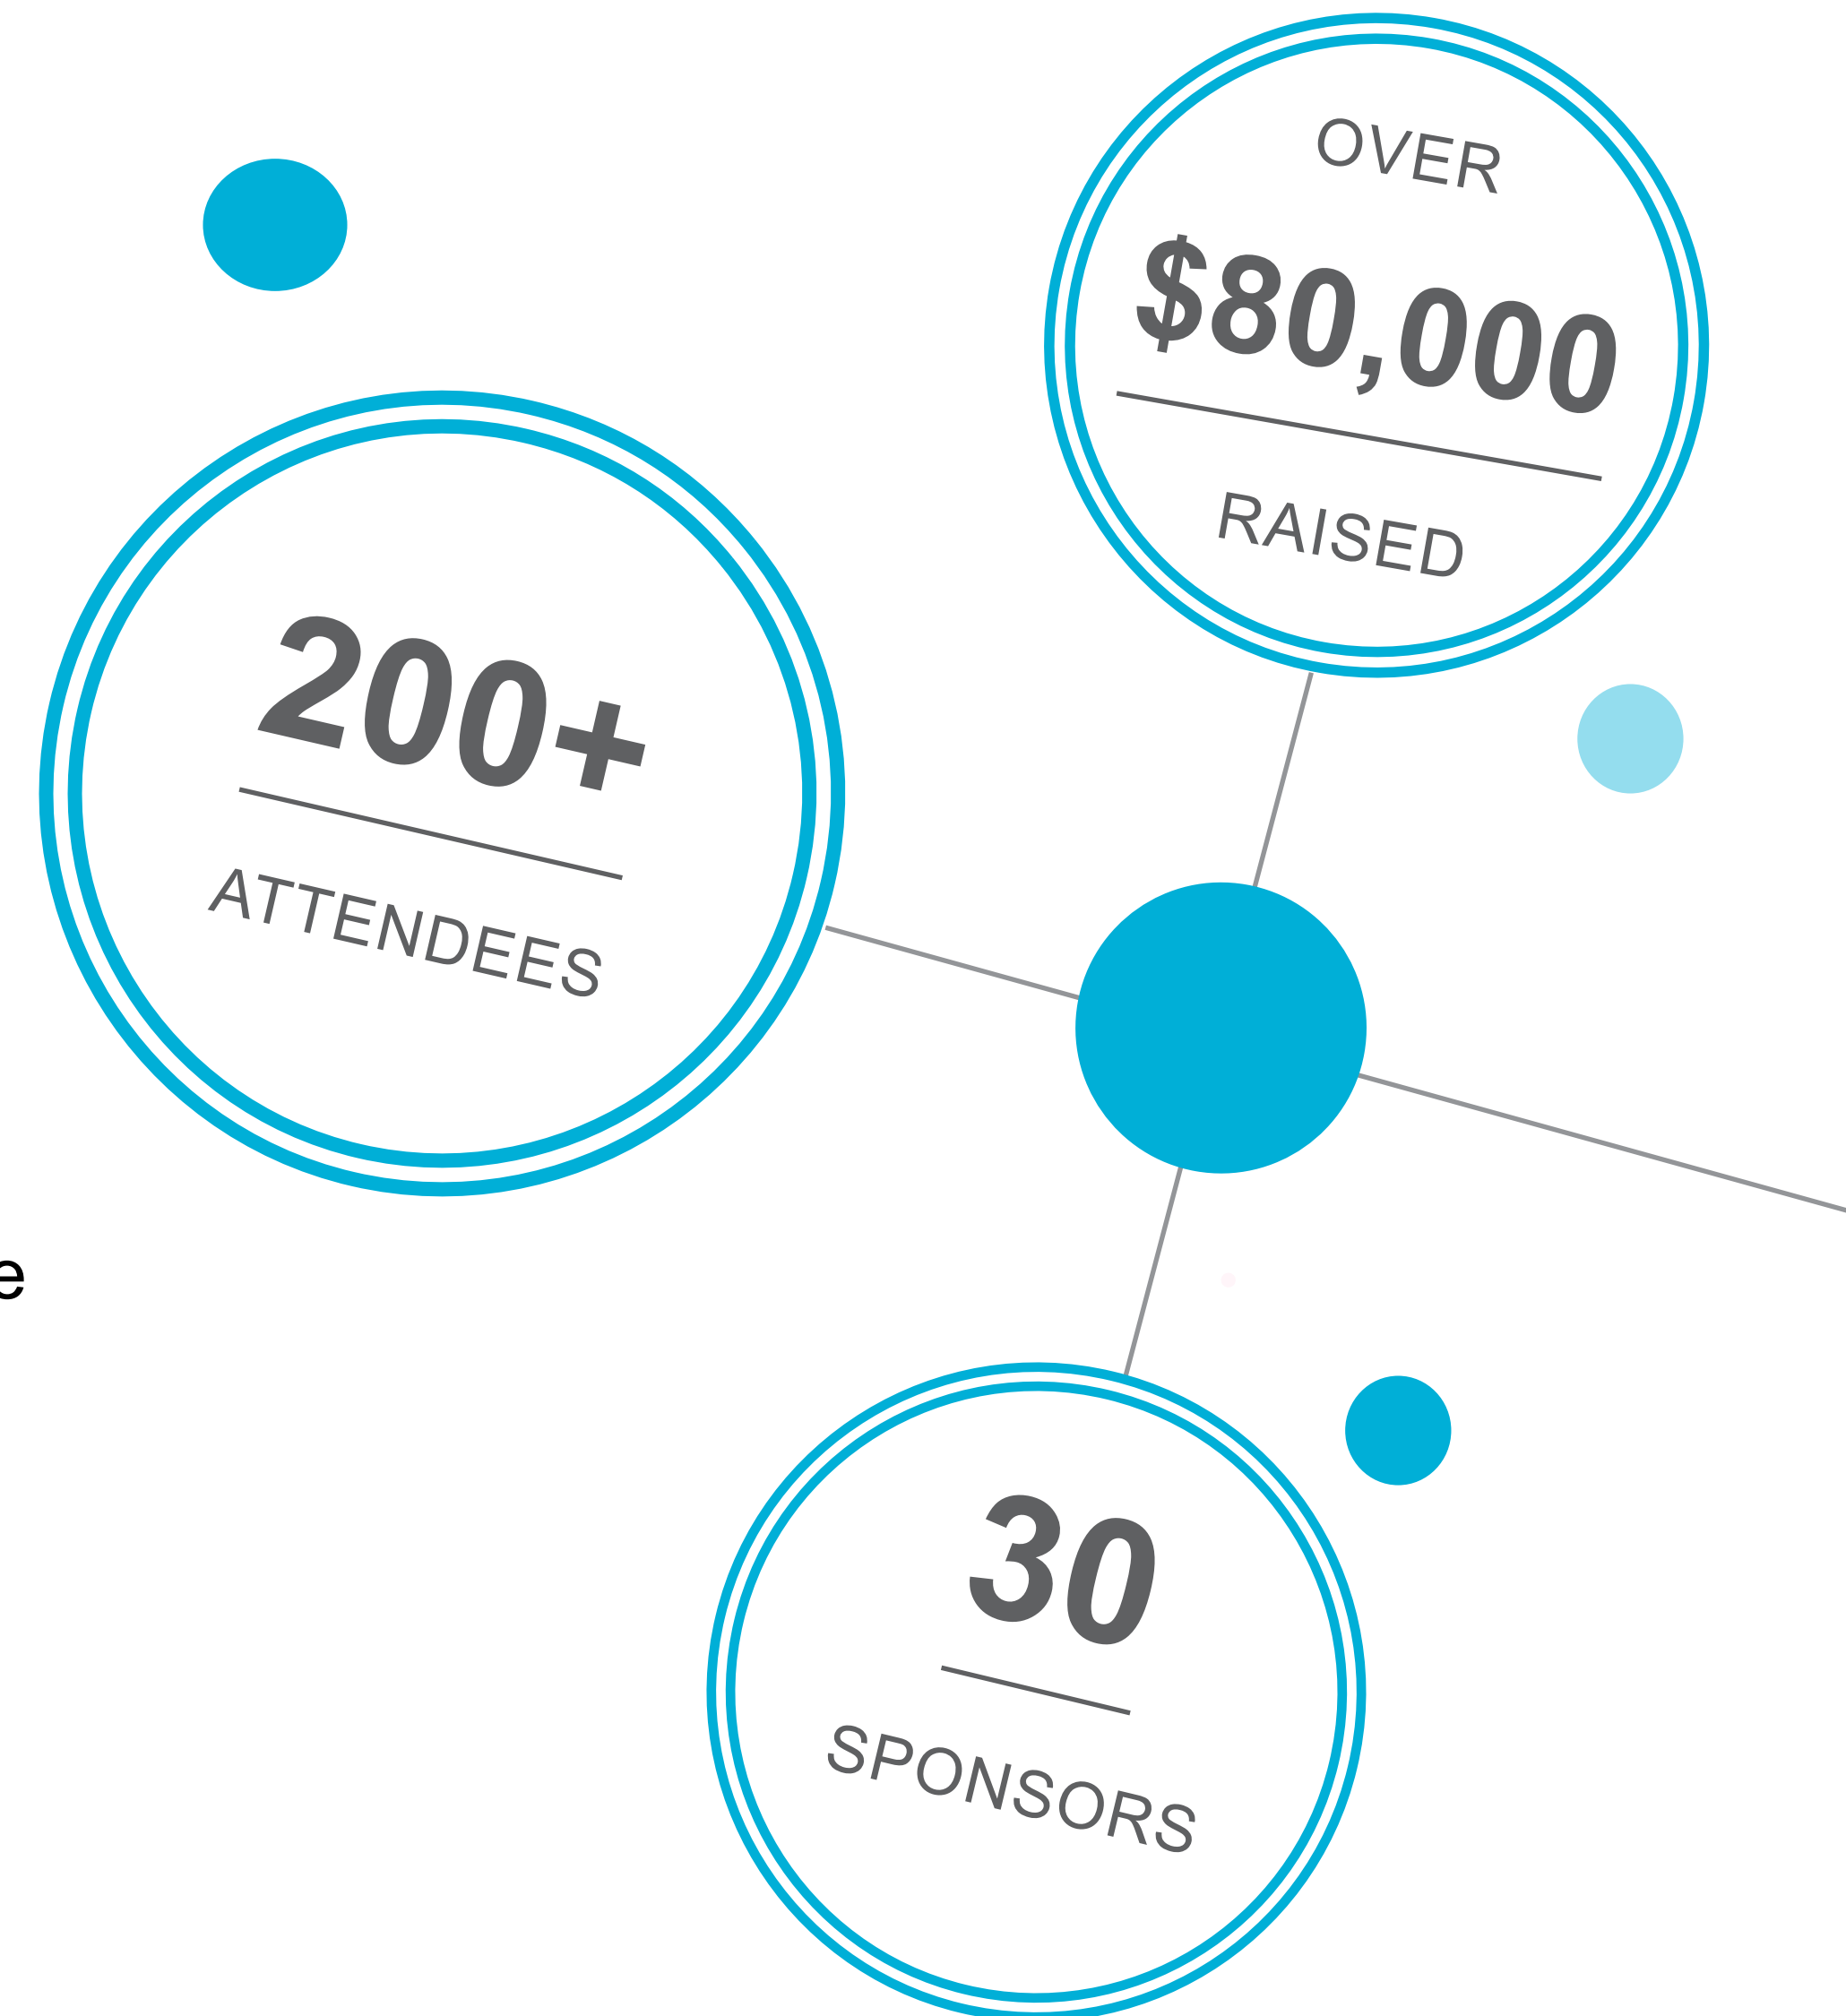 OVER
$80,000
RAISED
200+
ATTENDEES
e
30
SPONSORS